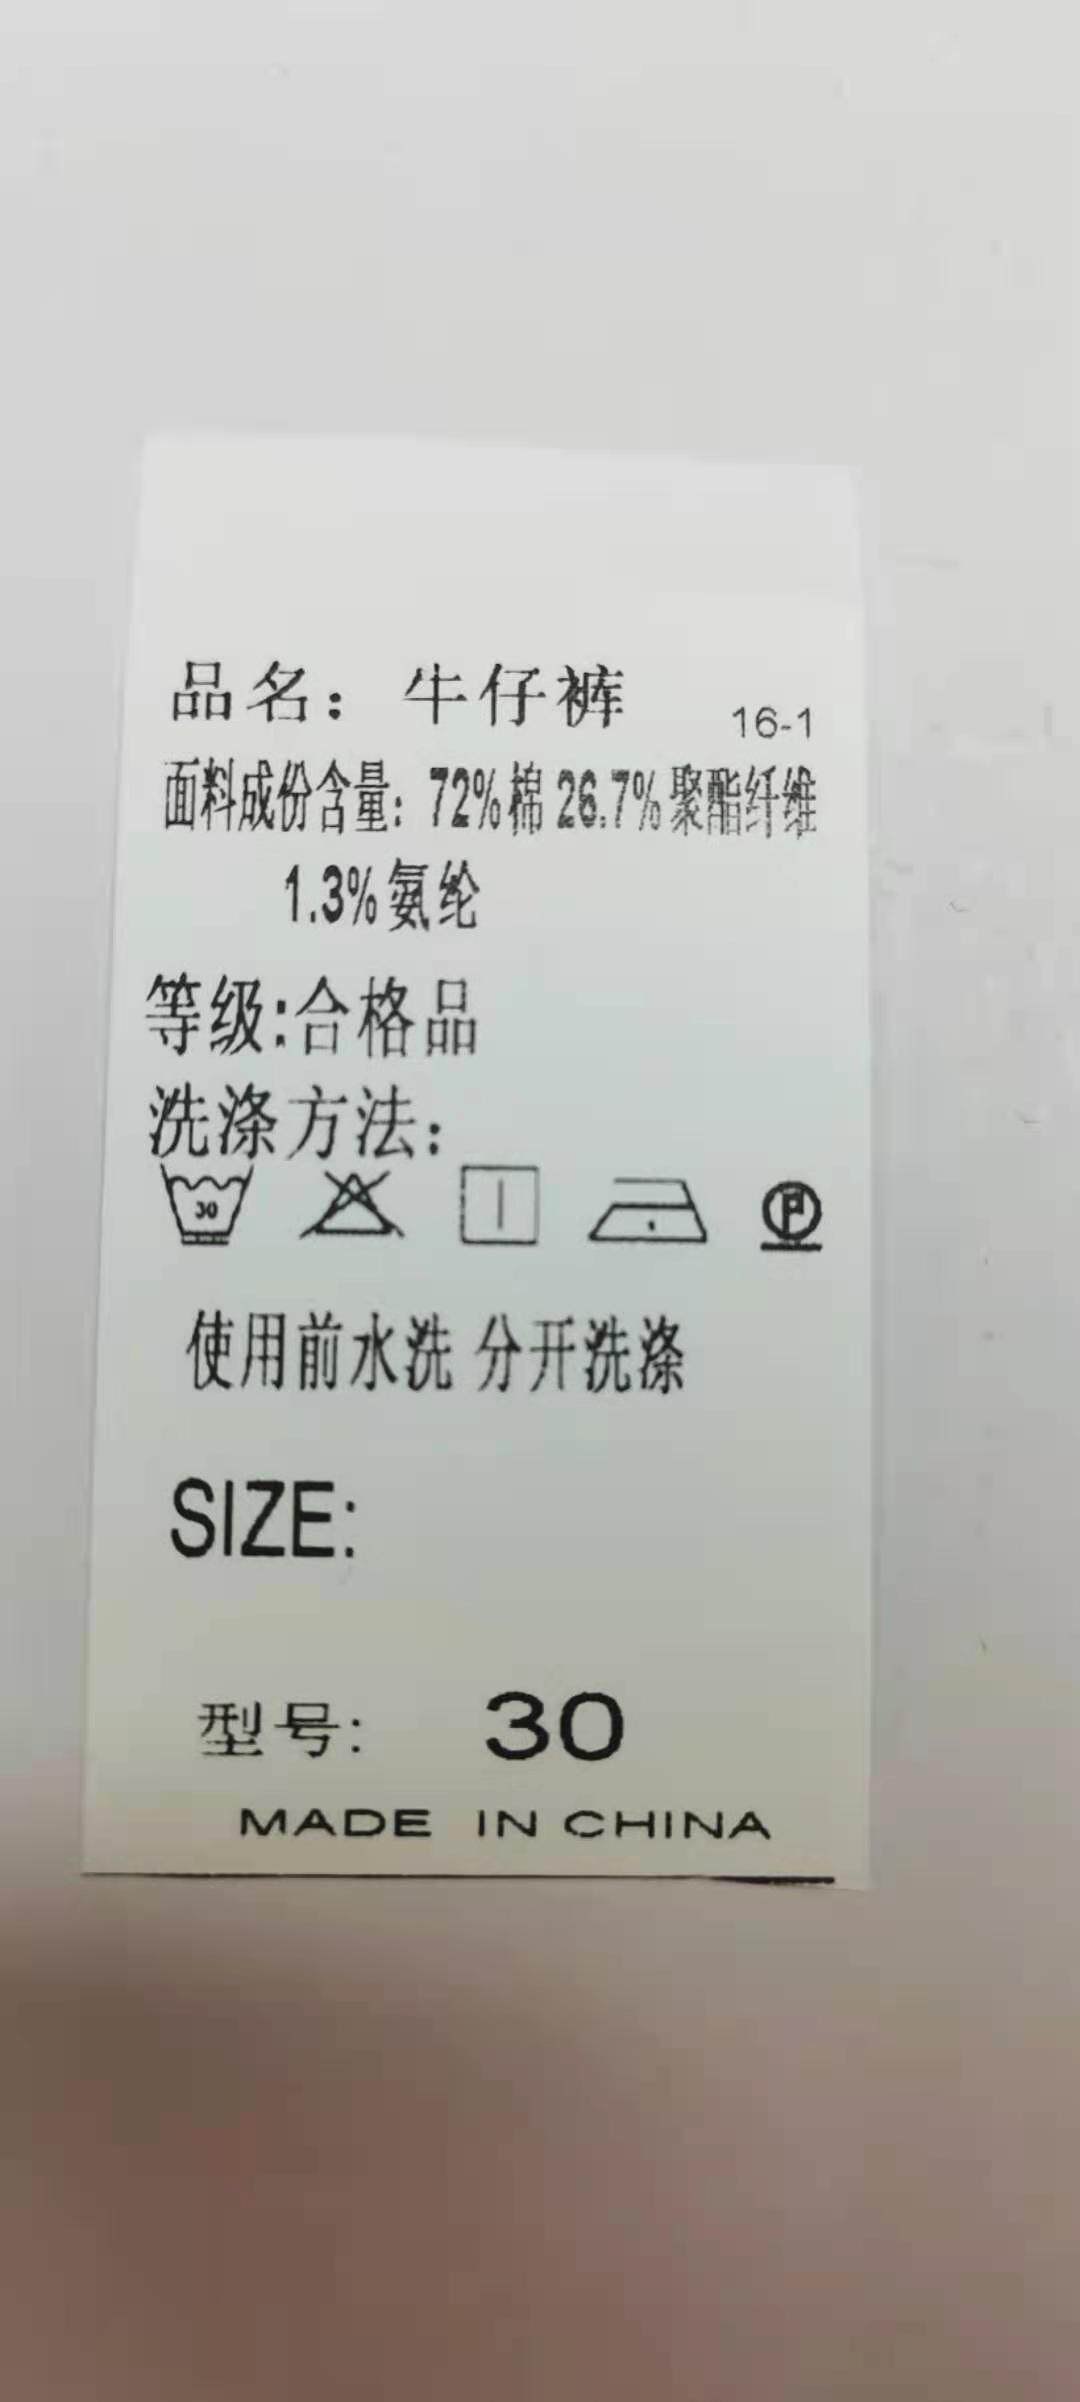 品名：牛仔裤 16-1
面料成份含量：72%棉 26.7%聚酯纤维
1.3%氨纶
等级:合格品
洗涤方法：
30 P
使用前水洗 分开洗涤
SIZE:
型号: 30
MADE IN CHINA